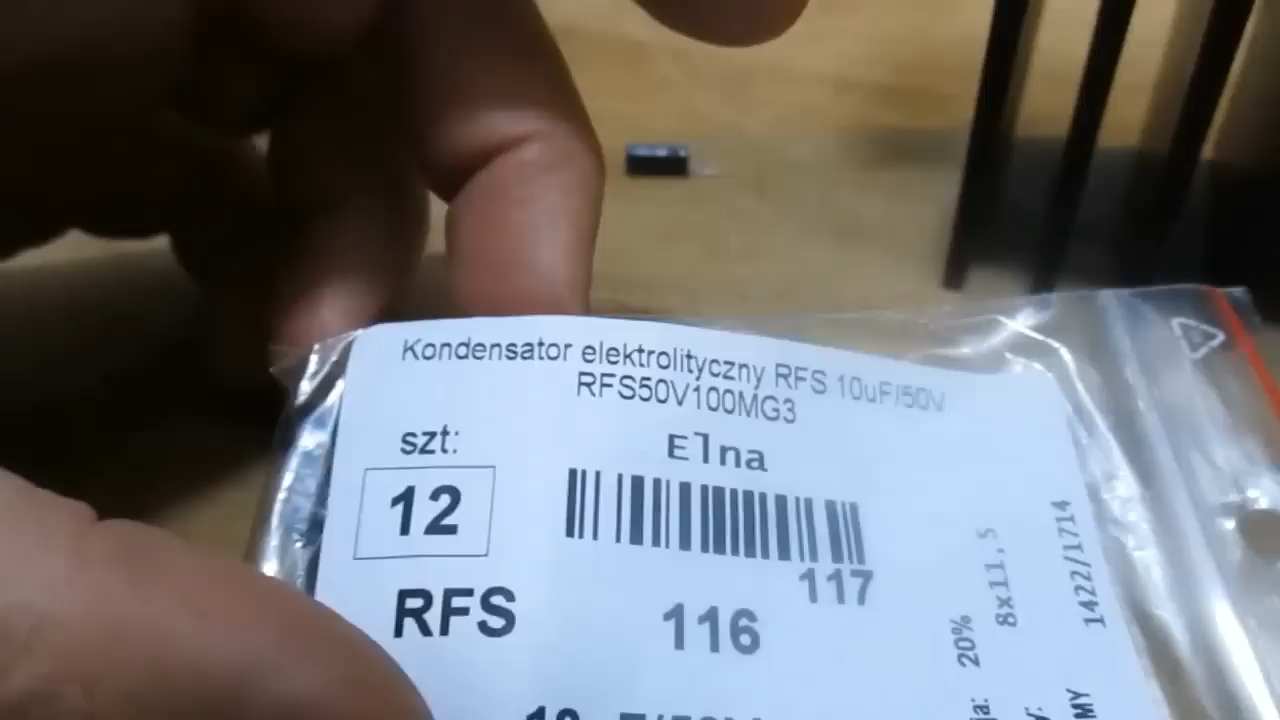 Kondensator elektrolityczny RFS 10uF/50V
RFS50V100MG3
szt:
Elna
12
117
RFS
116
20%
8x11,5
1422/1714